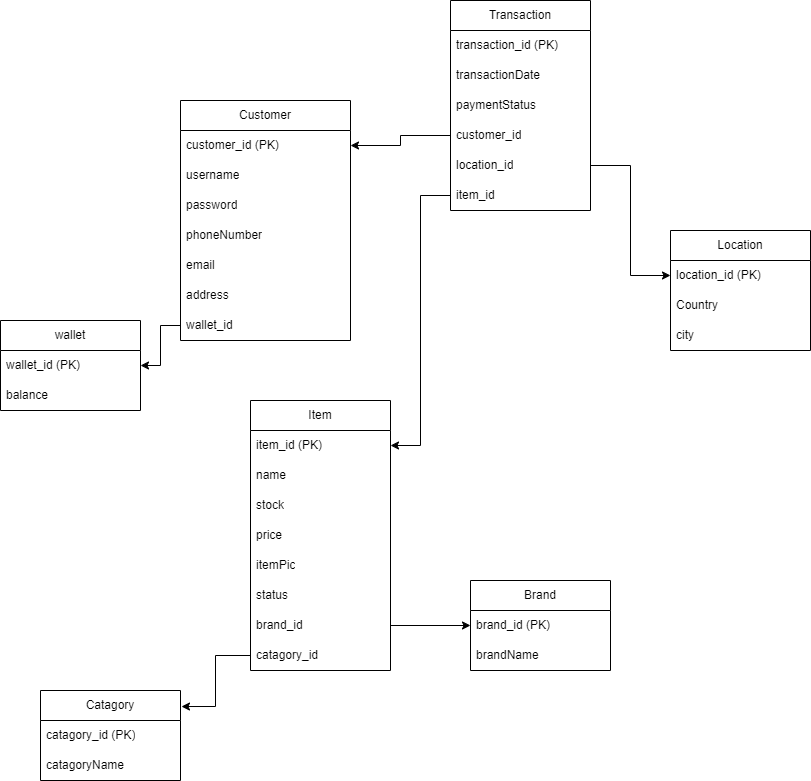 Transaction
transaction_id (PK)
transactionDate
paymentStatus
customer_id
location_id
item_id
Customer
customer_id (PK)
username
password
phoneNumber
email
address
wallet_id
Location
location_id (PK)
Country
city
wallet
wallet_id (PK)
balance
Item
item_id (PK)
name
stock
price
itemPic
status
brand_id
catagory_id
Brand
brand_id (PK)
brandName
Catagory
catagory_id (PK)
catagoryName